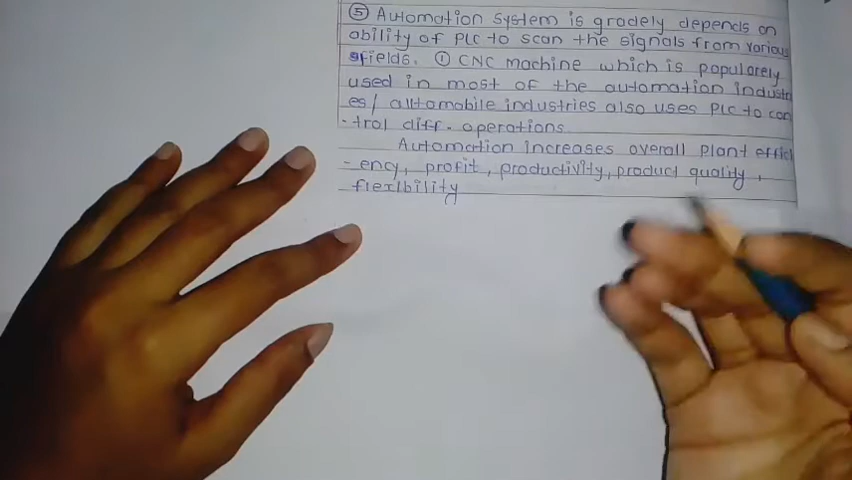 ⑤ Automation system is gradely depends on
ability of PLC to scan the signals from various
fields. ① CNC machine which is popularely
used in most of the automation industri
es / altomobile industries also uses PLC to con
-trol diff. operations.
Automation increases overall plant effici
-ency, profit, productivity, product quality,
flexibility